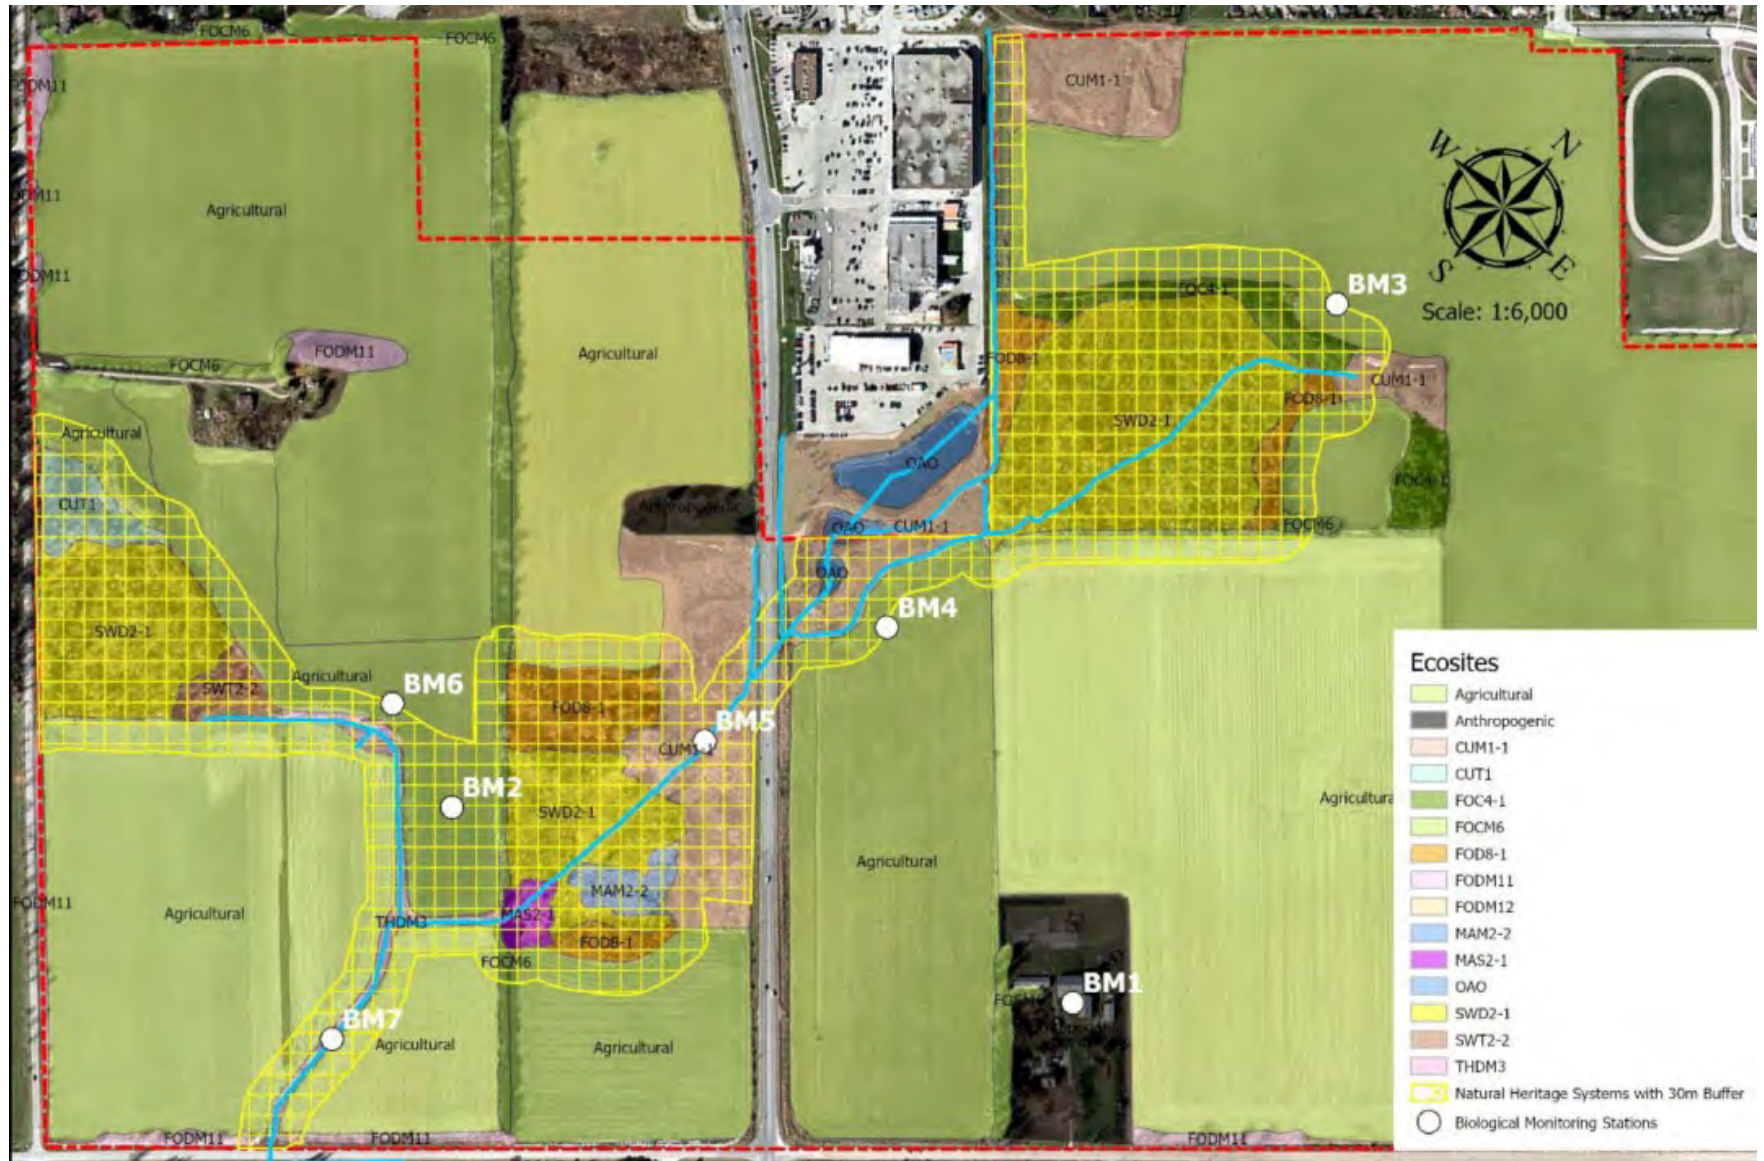 FOCM6
FOCM6
CUM1-1
W
N
S
E
Scale: 1:6,000
FODM11
Agricultural
FODM11
FODM11
BM3
FOC4-1
FOCM6
FODM11
Agricultural
FOD8-1
CUM1-1
FOD8-1
SWD2-1
Agricultural
CUT1
OAO
FOC4-1
Anthropogenic
OAO
CUM1-1
FOCM6
OAO
BM4
SWD2-1
Agricultural
SWT2-2
BM6
FOD8-1
BM5
CUM1-1
BM2
SWD2-1
Agricultural
Agricultural
MAM2-2
FODM11
Agricultural
THDM3
MAS2-1
FOD8-1
FOCM6
BM1
BM7
Agricultural
Agricultural
FODM11
FODM11
FODM11
Ecosites
Agricultural
Anthropogenic
CUM1-1
CUT1
FOC4-1
FOCM6
FOD8-1
FODM11
FODM12
MAM2-2
MAS2-1
OAO
SWD2-1
SWT2-2
THDM3
Natural Heritage Systems with 30m Buffer
Biological Monitoring Stations